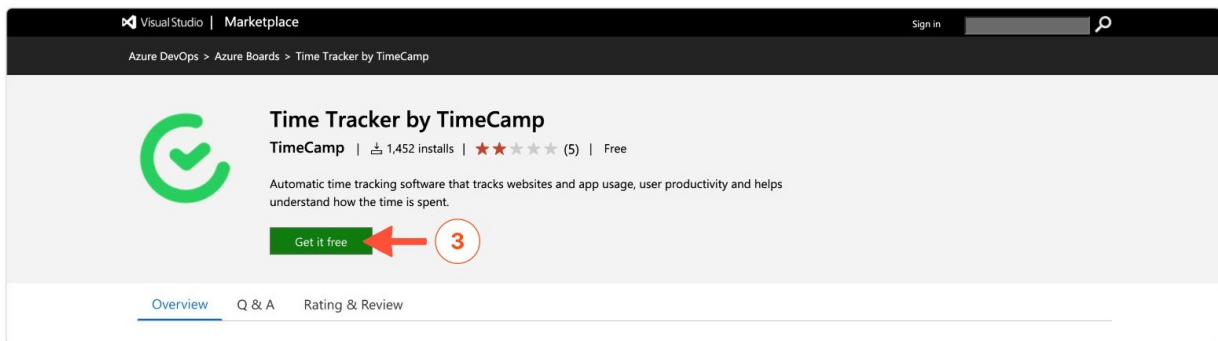 Visual Studio | Marketplace Sign in
Azure DevOps > Azure Boards > Time Tracker by TimeCamp
Time Tracker by TimeCamp
TimeCamp | 1,452 installs | ★★★★★ (5) | Free
Automatic time tracking software that tracks websites and app usage, user productivity and helps
understand how the time is spent.
Get it free 3
Overview Q & A Rating & Review